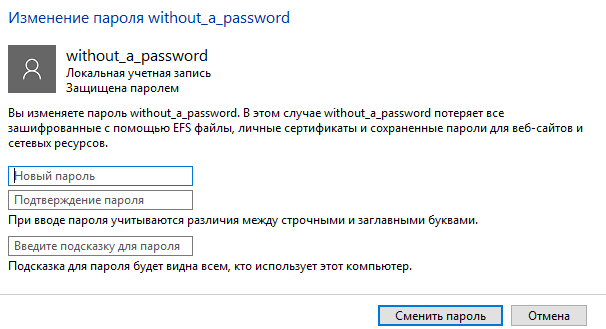 Изменение пароля without_a_password
without_a_password
Локальная учетная запись
Защищена паролем
Вы изменяете пароль without_a_password. В этом случае without_a_password потеряет все
зашифрованные с помощью EFS файлы, личные сертификаты и сохраненные пароли для веб-сайтов и
сетевых ресурсов.
Новый пароль
Подтверждение пароля
При вводе пароля учитываются различия между строчными и заглавными буквами.
Введите подсказку для пароля
Подсказка для пароля будет видна всем, кто использует этот компьютер.
Сменить пароль
Отмена